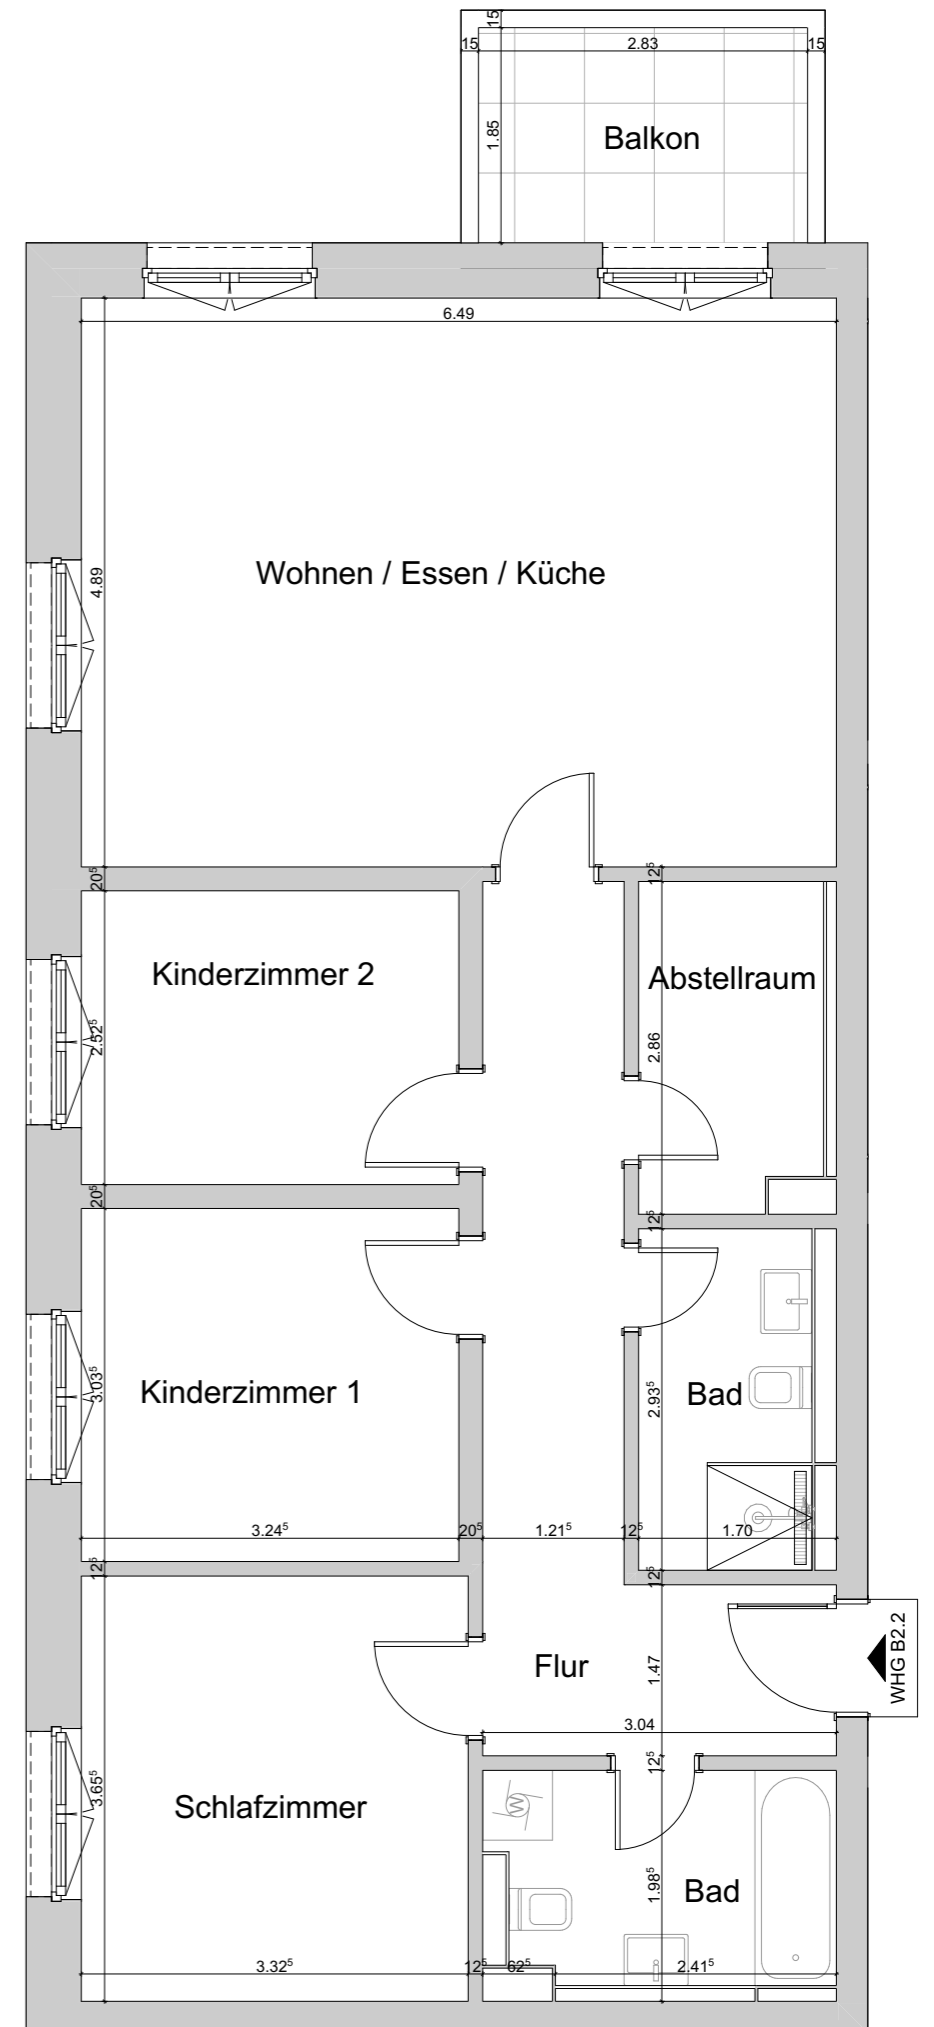 15
15
2.83
15
1.85
Balkon
6.49
4.89
Wohnen / Essen / Küche
20⁵
12⁵
Kinderzimmer 2
Abstellraum
2.52⁵
2.86
20⁵
12⁵
Kinderzimmer 1
3.03⁵
2.93⁵
Bad
3.24⁵
20⁵
1.21⁵
12⁵
1.70
12⁵
12⁵
Flur
1.47
WHG B2.2
3.04
12⁵
3.65⁵
Schlafzimmer
W
1.98⁵
Bad
3.32⁵
12⁵
62⁵
2.41⁵